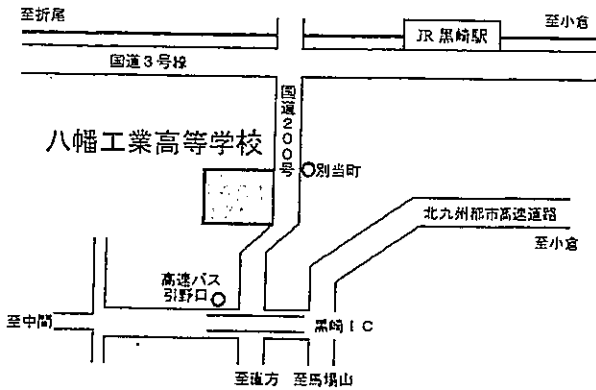 至折尾
至小倉
JR 黒崎駅
国道3号線
国道200号
八幡工業高等学校
別当町
北九州都市高速道路
至小倉
高速バス
引野口
至中間
黒崎IC
至直方
至馬場山